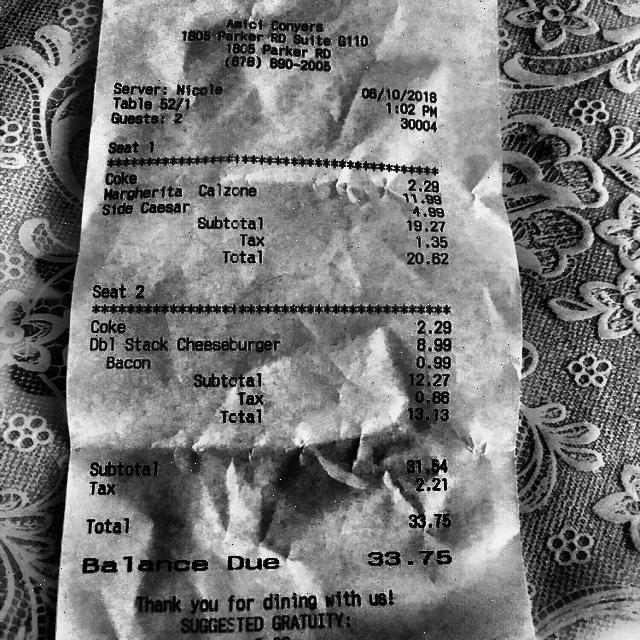 Amici Conyers
1805 Parker RD Suite G110
1805 Parker RD
(678) 890-2005
Server: Nicole 06/10/2018
Table 52/1 1:02 PM
Guests: 2 30004
Seat 1
****************************************
Coke 2.29
Margherita Calzone 11.99
Side Caesar 4.99
Subtotal 19.27
Tax 1.35
Total 20.62
Seat 2
****************************************
Coke 2.29
Dbl Stack Cheeseburger 8.99
Bacon 0.99
Subtotal 12.27
Tax 0.86
Total 13.13
Subtotal 31.54
Tax 2.21
Total 33.75
Balance Due 33.75
Thank you for dining with us!
SUGGESTED GRATUITY: